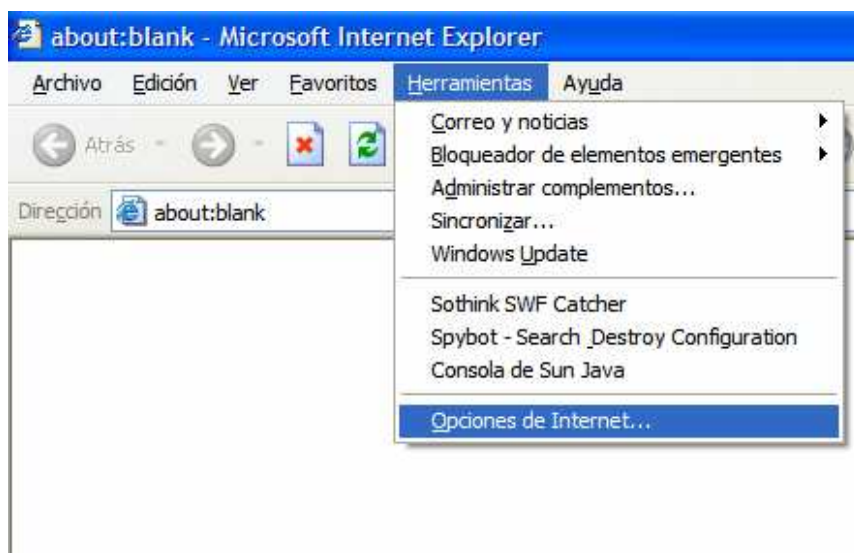 about:blank - Microsoft Internet Explorer
Archivo Edición Ver Favoritos Herramientas Ayuda
Atrás
Dirección about:blank
Correo y noticias
Bloqueador de elementos emergentes
Administrar complementos...
Sincronizar...
Windows Update
Sothink SWF Catcher
Spybot - Search _Destroy Configuration
Consola de Sun Java
Opciones de Internet...